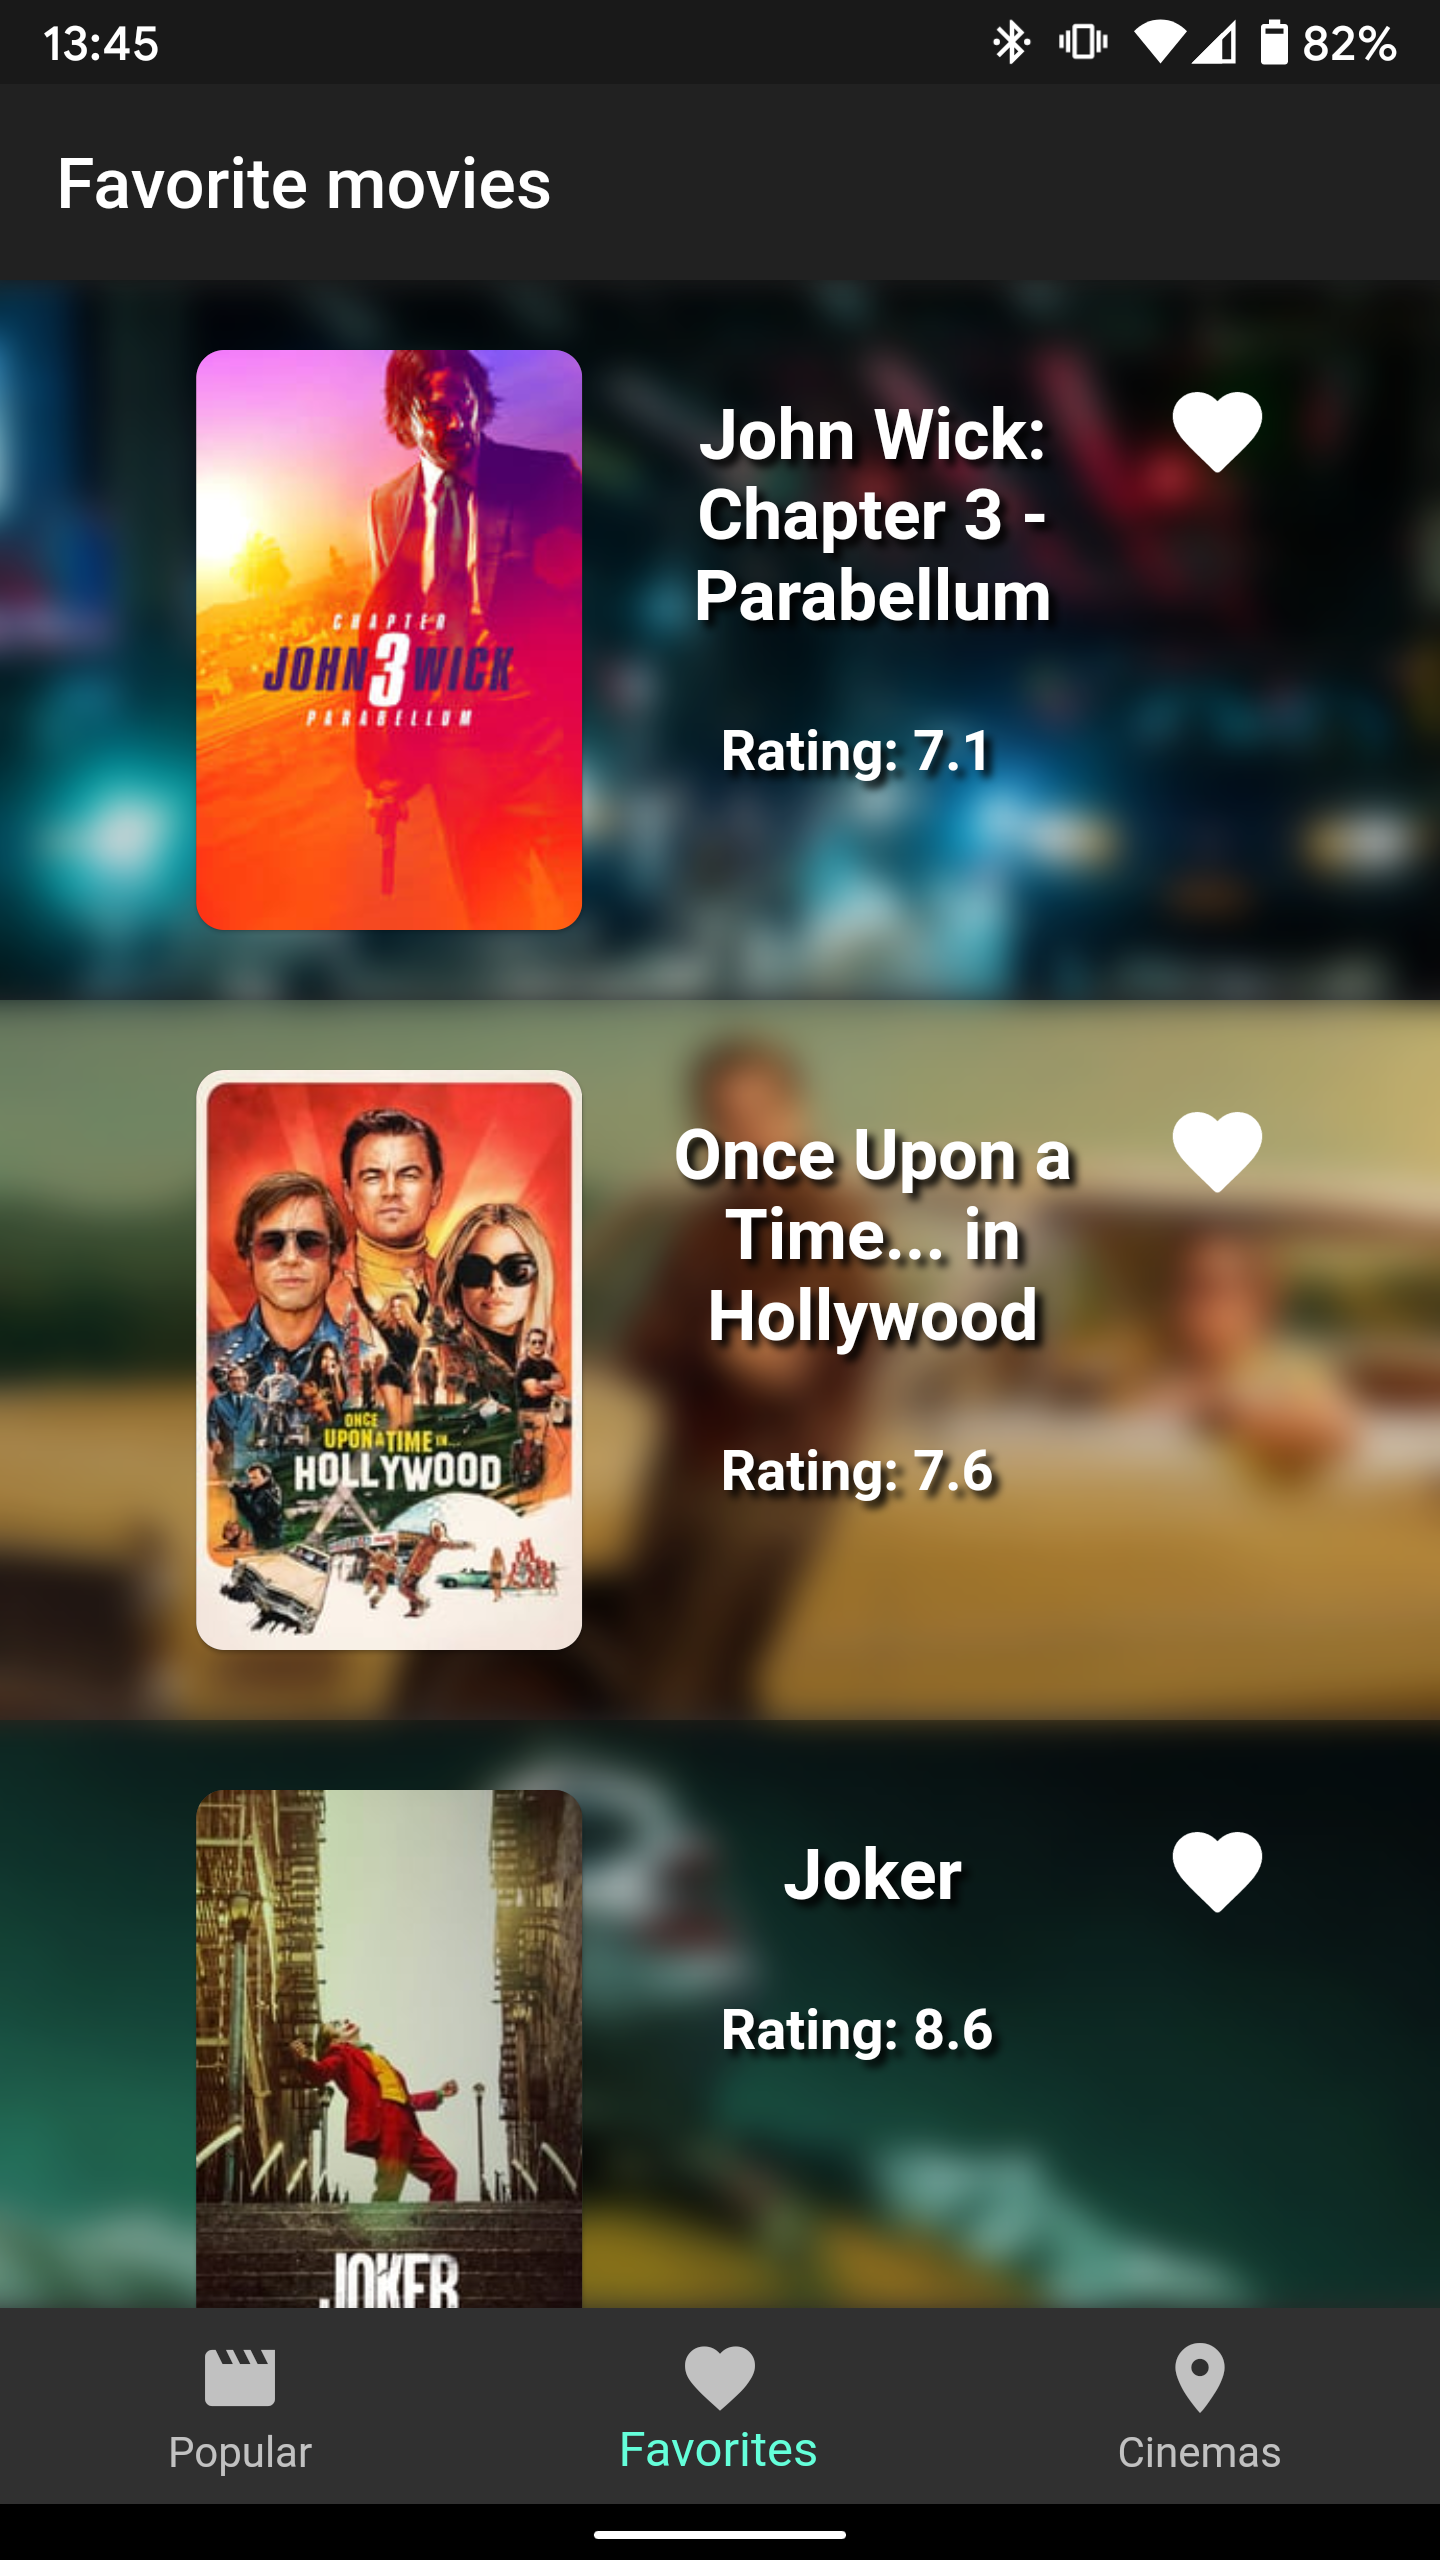 13:45
82%
Favorite movies
CHAPTER
JOHN 3 WICK
PARABELLUM
John Wick:
Chapter 3 -
Parabellum
Rating: 7.1
ONCE
UPON A TIME IN...
HOLLYWOOD
Once Upon a
Time... in
Hollywood
Rating: 7.6
JOKER
Joker
Rating: 8.6
Popular
Favorites
Cinemas